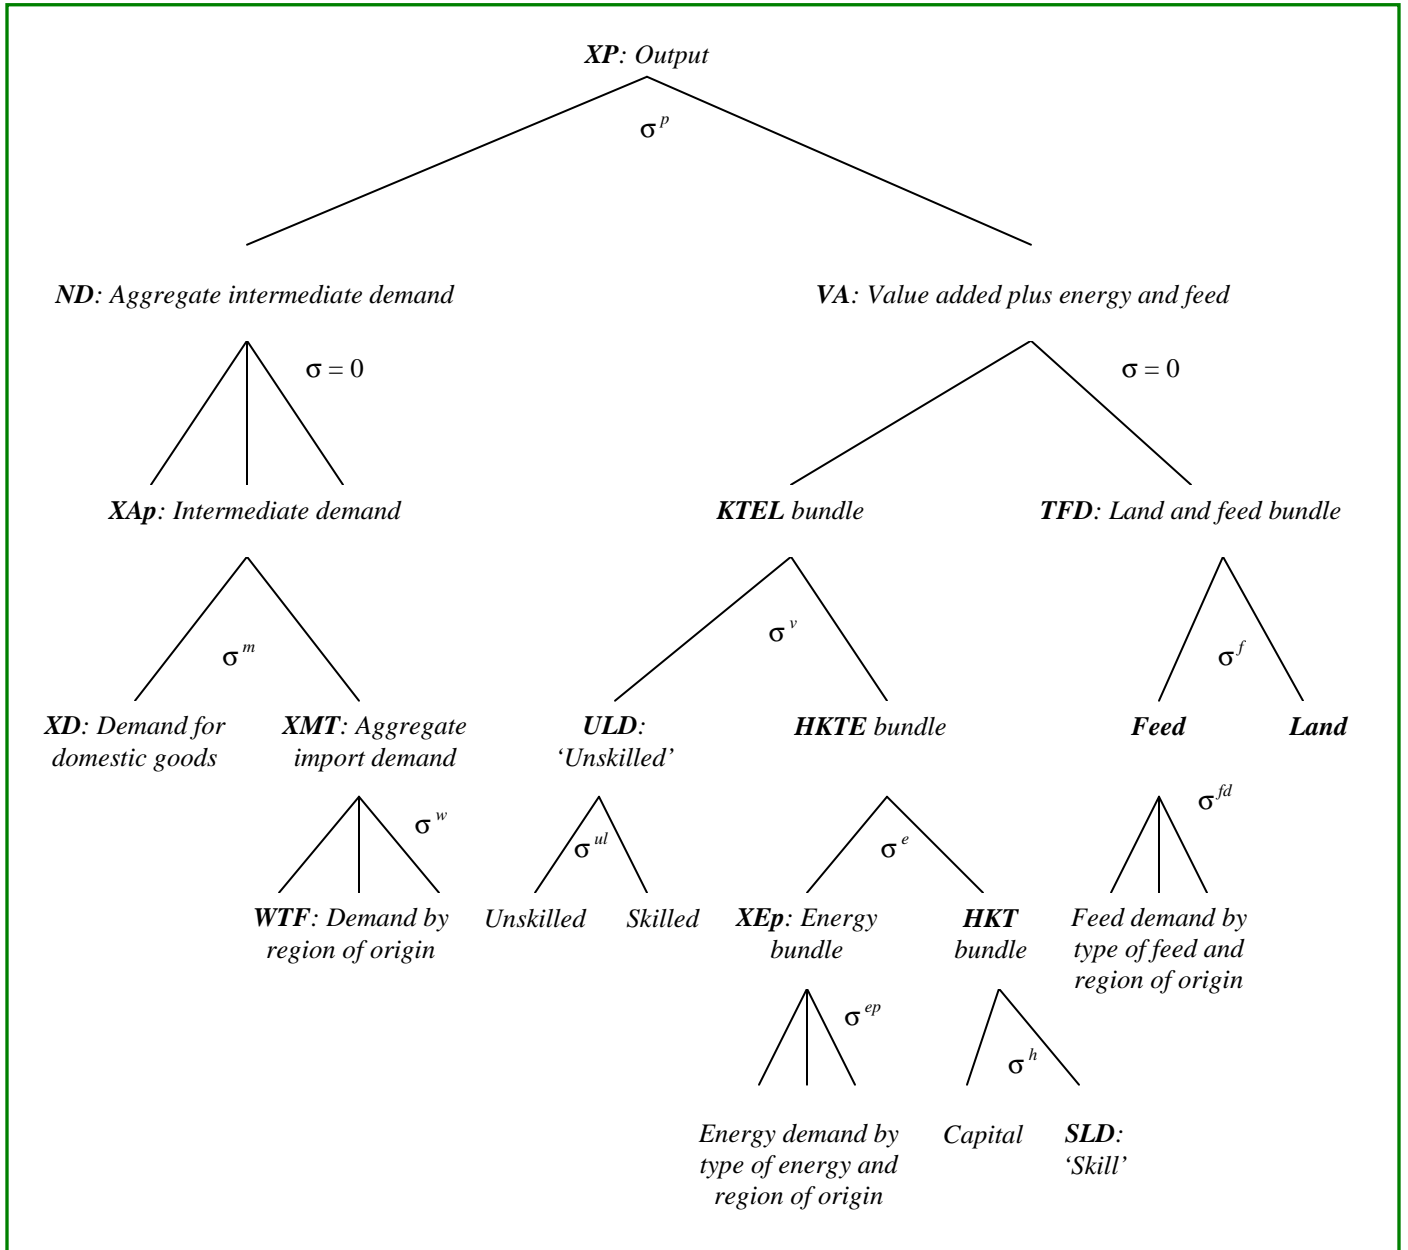 XP: Output
σ p
ND: Aggregate intermediate demand
VA: Value added plus energy and feed
σ = 0
σ = 0
XAp: Intermediate demand
KTEL bundle
TFD: Land and feed bundle
σ m
σ v
σ f
XD: Demand for
domestic goods
XMT: Aggregate
import demand
ULD:
‘Unskilled’
HKTE bundle
Feed
Land
σ w
σ ul
σ e
σ fd
WTF: Demand by
region of origin
Unskilled
Skilled
XEp: Energy
bundle
HKT
bundle
Feed demand by
type of feed and
region of origin
σ ep
σ h
Energy demand by
type of energy and
region of origin
Capital
SLD:
‘Skill’